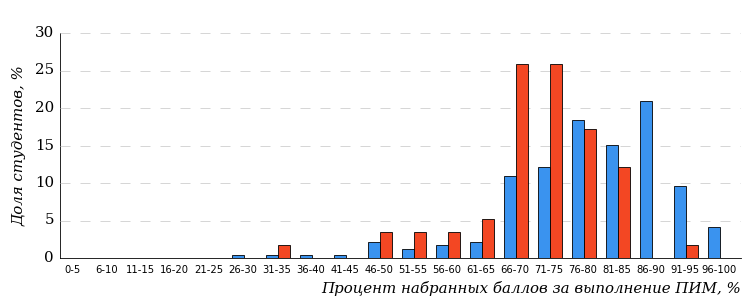 30
25
20
15
10
5
0
Доля студентов, %
0-5 6-10 11-15 16-20 21-25 26-30 31-35 36-40 41-45 46-50 51-55 56-60 61-65 66-70 71-75 76-80 81-85 86-90 91-95 96-100
Процент набранных баллов за выполнение ПИМ, %